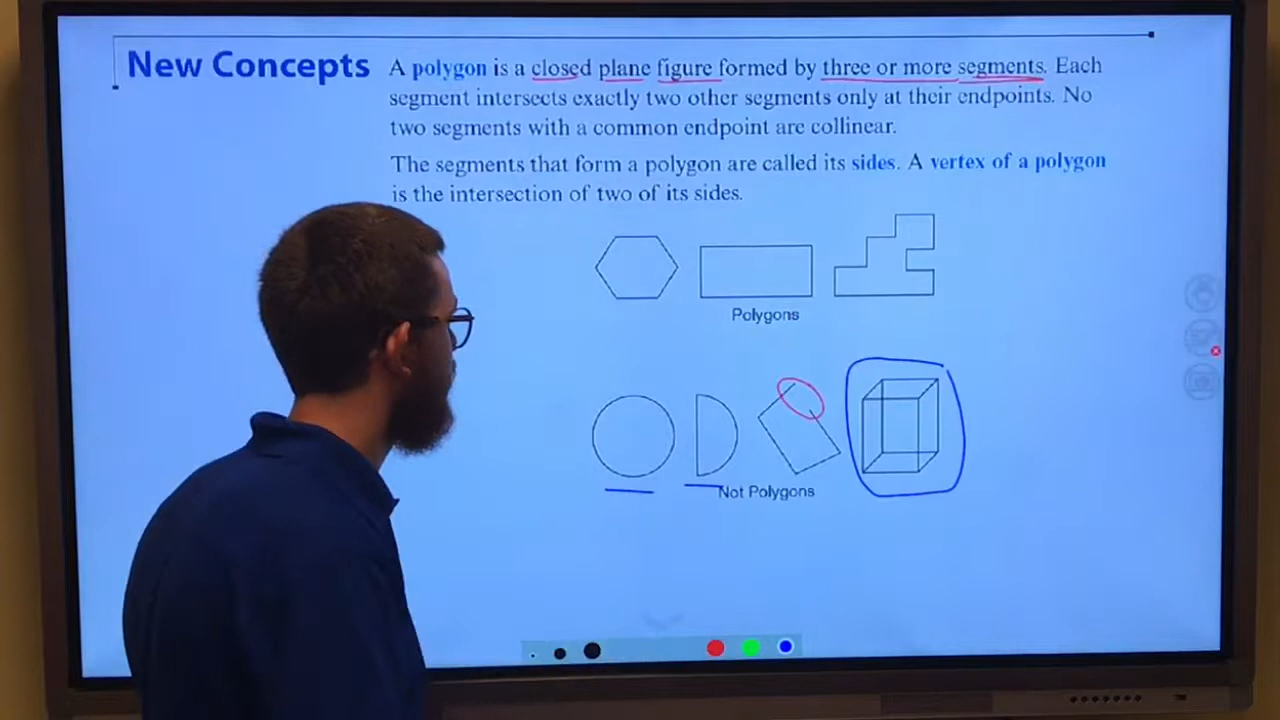 New Concepts
A polygon is a closed plane figure formed by three or more segments. Each
segment intersects exactly two other segments only at their endpoints. No
two segments with a common endpoint are collinear.
The segments that form a polygon are called its sides. A vertex of a polygon
is the intersection of two of its sides.
Polygons
Not Polygons